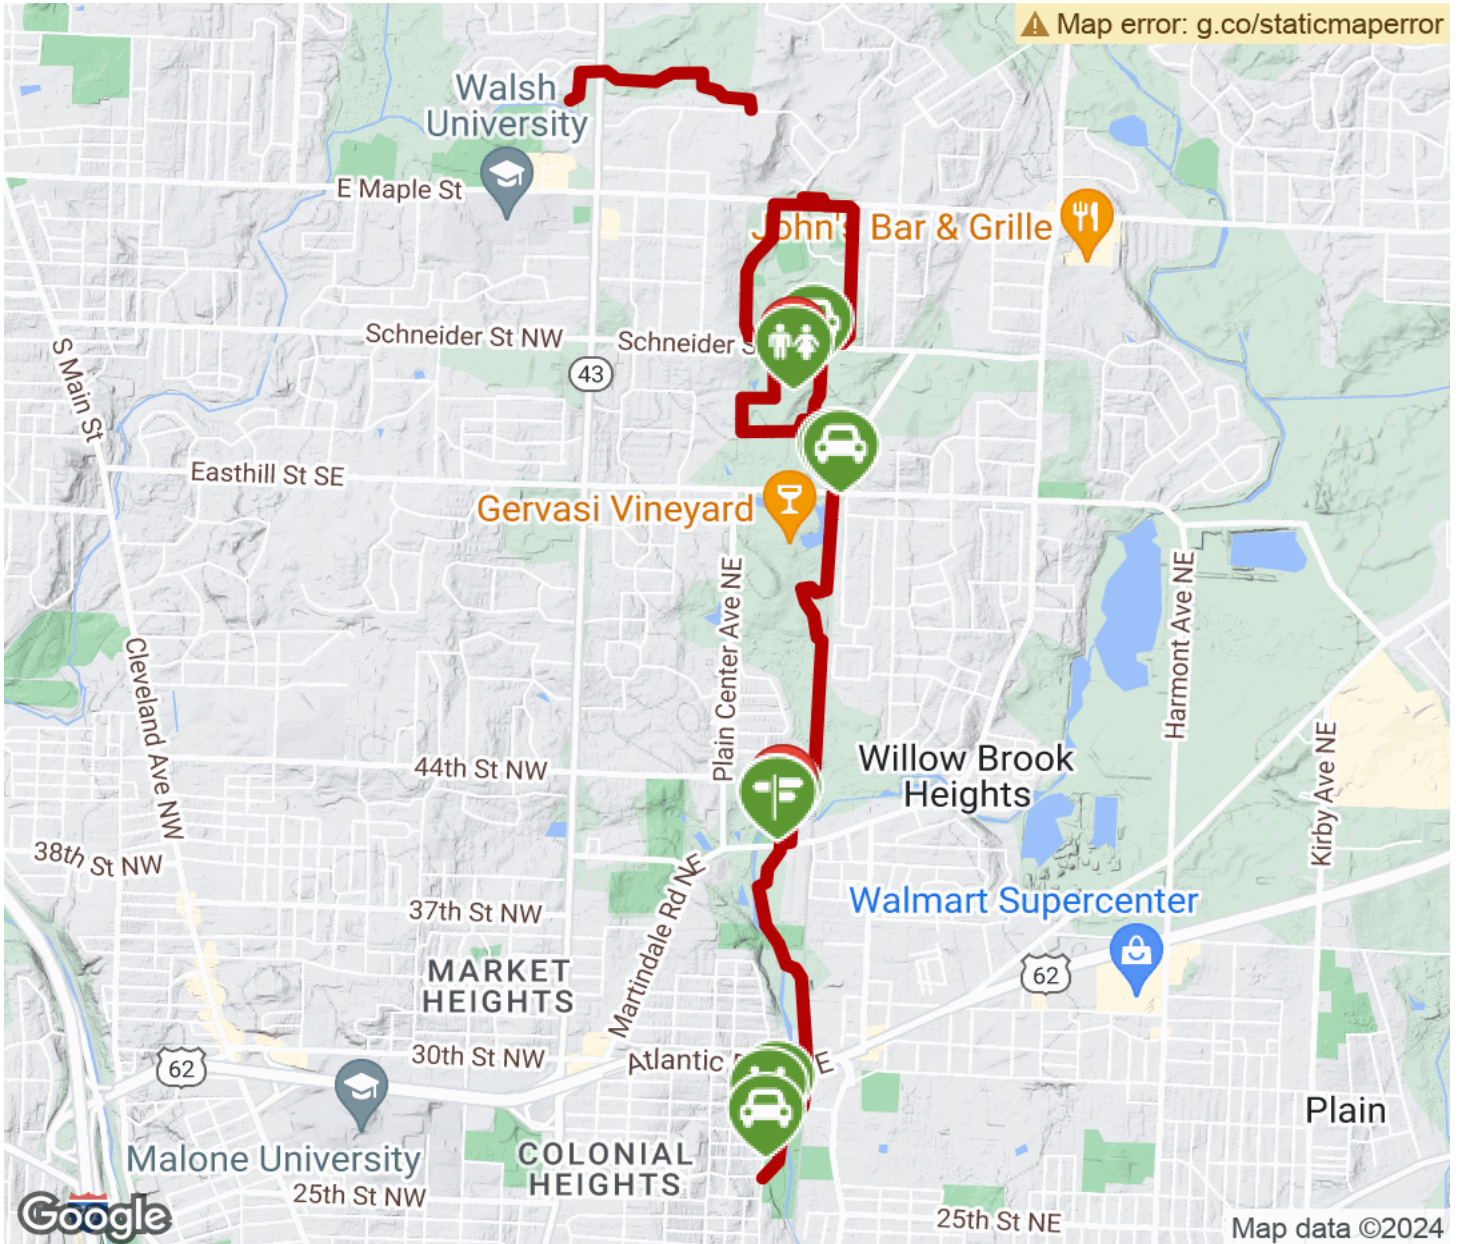 Map error: g.co/staticmaperror
Walsh
University
E Maple St
John's Bar & Grille
Schneider St NW
Schneider S
43
S Main St
Easthill St SE
Gervasi Vineyard
Plain Center Ave NE
Harmont Ave NE
Cleveland Ave NW
44th St NW
Willow Brook
Heights
Kirby Ave NE
38th St NW
Martindale Rd NE
Walmart Supercenter
37th St NW
MARKET
HEIGHTS
62
30th St NW
Atlantic
E
62
Plain
Malone University
COLONIAL
HEIGHTS
25th St NW
25th St NE
Google
Map data ©2024